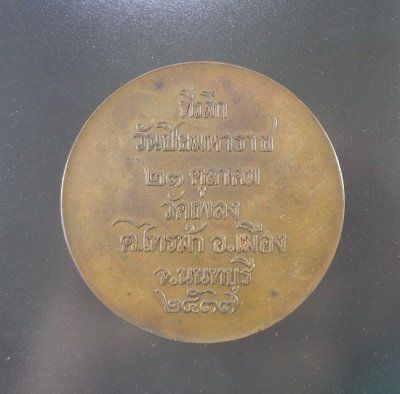 ที่ระลึก
วันปิยมหาราช
๒๓ ตุลาคม
วัดเพลง
ต.ไทรม้า อ.เมือง
จ.นนทบุรี
๒๕๓๗